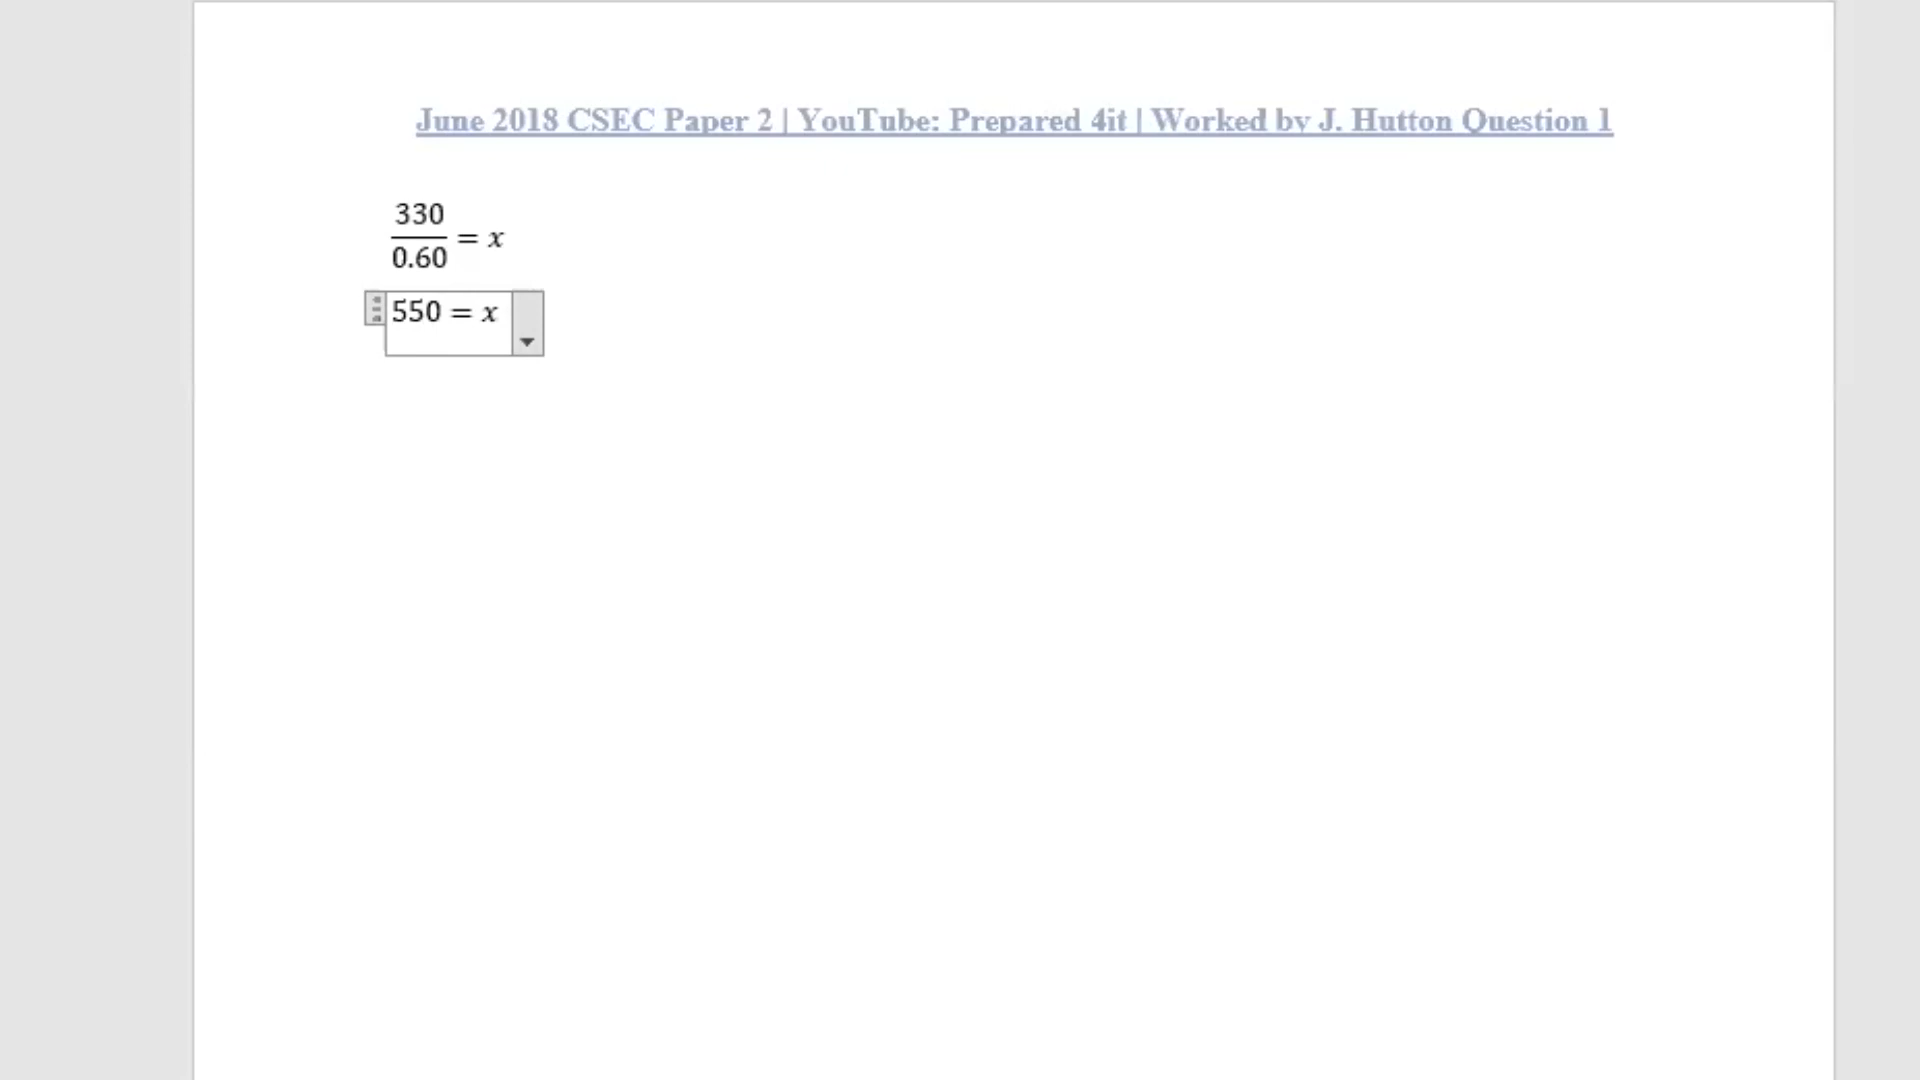 June 2018 CSEC Paper 2 | YouTube: Prepared 4it | Worked by J. Hutton Question 1
330
0.60
= x
550 = x